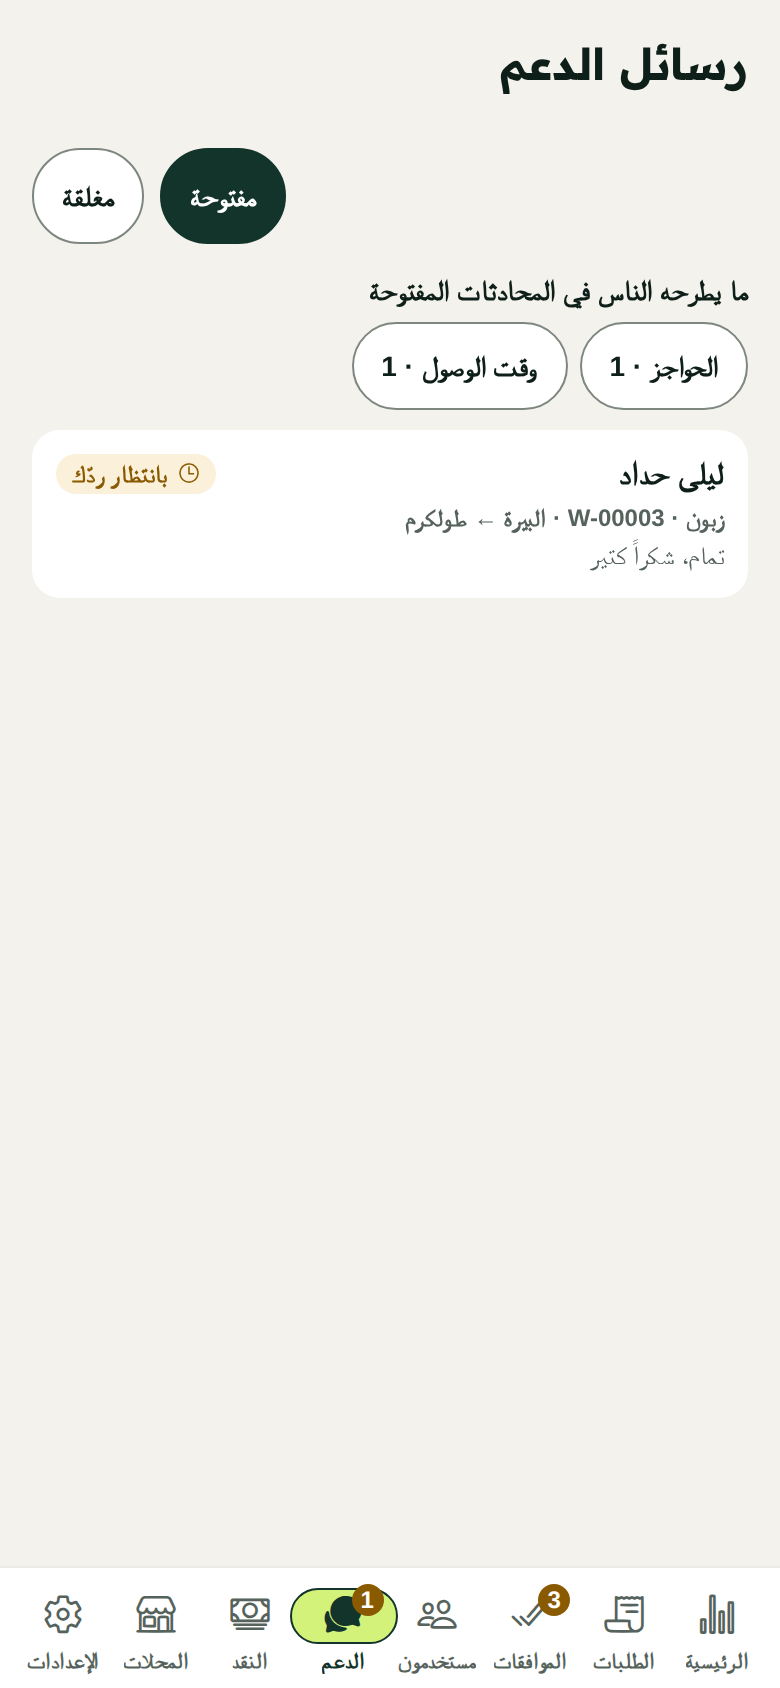 رسائل الدعم
مفتوحة
مغلقة
ما يطرحه الناس في المحادثات المفتوحة
الحواجز · 1
وقت الوصول · 1
ليلى حداد
بانتظار ردّك
زبون · W-00003 · البيرة ← طولكرم
تمام، شكراً كتير
الرئيسية
الطلبات
3
الموافقات
مستخدمون
1
الدعم
النقد
المحلات
الإعدادات